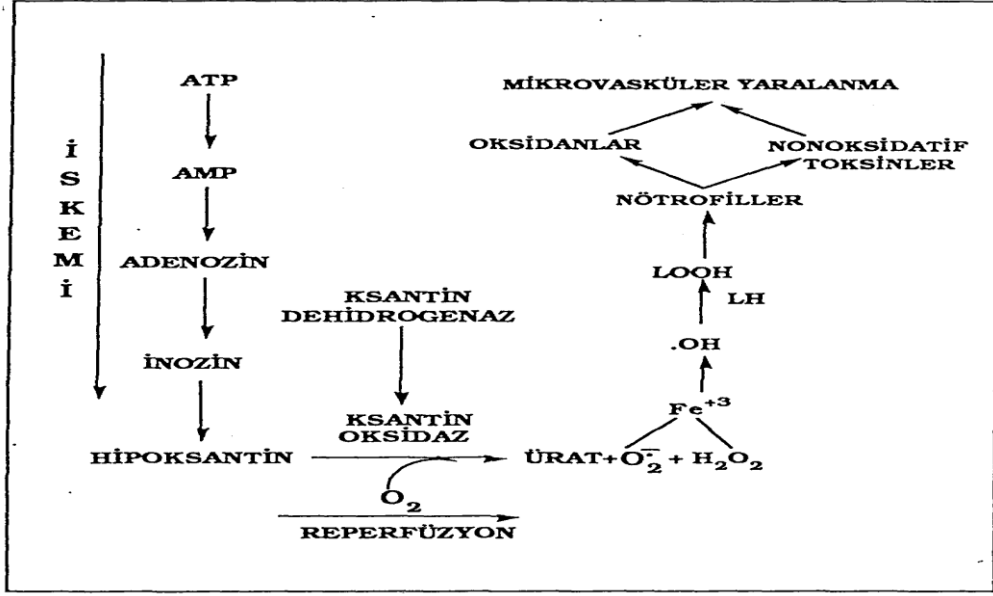 İSKEMİ
ATP
AMP
ADENOZİN
İNOZİN
HİPOKSANTİN
KSANTİN
DEHİDROGENAZ
KSANTİN
OKSİDAZ
O₂
REPERFÜZYON
ÜRAT+O₂⁻• + H₂O₂
Fe⁺³
.OH
LH
LOOH
NÖTROFİLLER
OKSİDANLAR
NONOKSİDATİF
TOKSİNLER
MİKROVASKÜLER YARALANMA